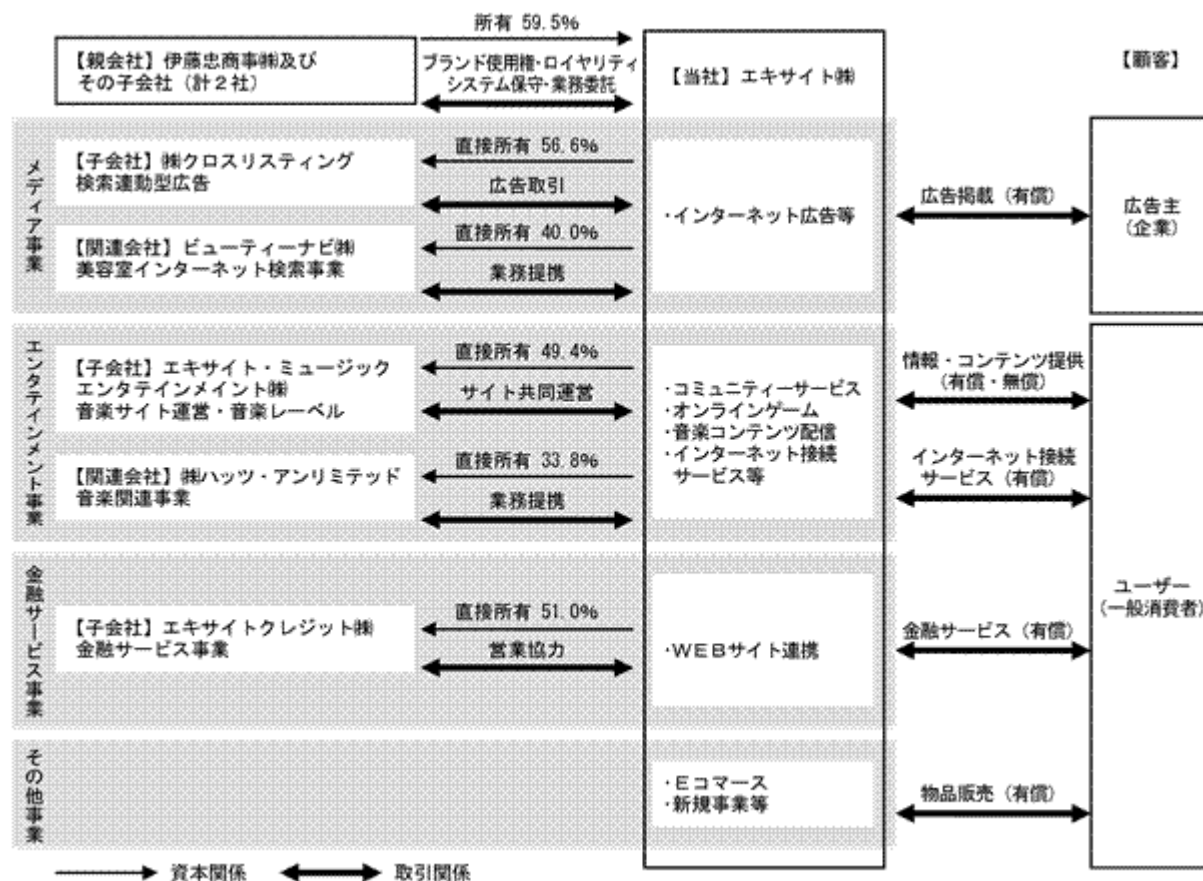 所有 59.5%
【親会社】伊藤忠商事㈱及び
その子会社（計２社）
ブランド使用権・ロイヤリティ
システム保守・業務委託
【当社】エキサイト㈱
【顧客】
メディア事業
【子会社】㈱クロスリスティング
検索連動型広告
直接所有 56.6%
広告取引
【関連会社】ビューティーナビ㈱
美容室インターネット検索事業
直接所有 40.0%
業務提携
・インターネット広告等
広告掲載（有償）
広告主
（企業）
エンタテインメント事業
【子会社】エキサイト・ミュージック
エンタテインメイント㈱
音楽サイト運営・音楽レーベル
直接所有 49.4%
サイト共同運営
【関連会社】㈱ハッツ・アンリミテッド
音楽関連事業
直接所有 33.8%
業務提携
・コミュニティーサービス
・オンラインゲーム
・音楽コンテンツ配信
・インターネット接続
サービス等
情報・コンテンツ提供
（有償・無償）
インターネット接続
サービス（有償）
金融サービス事業
【子会社】エキサイトクレジット㈱
金融サービス事業
直接所有 51.0%
営業協力
・ＷＥＢサイト連携
金融サービス（有償）
ユーザー
（一般消費者）
その他事業
・Ｅコマース
・新規事業等
物品販売（有償）
資本関係
取引関係